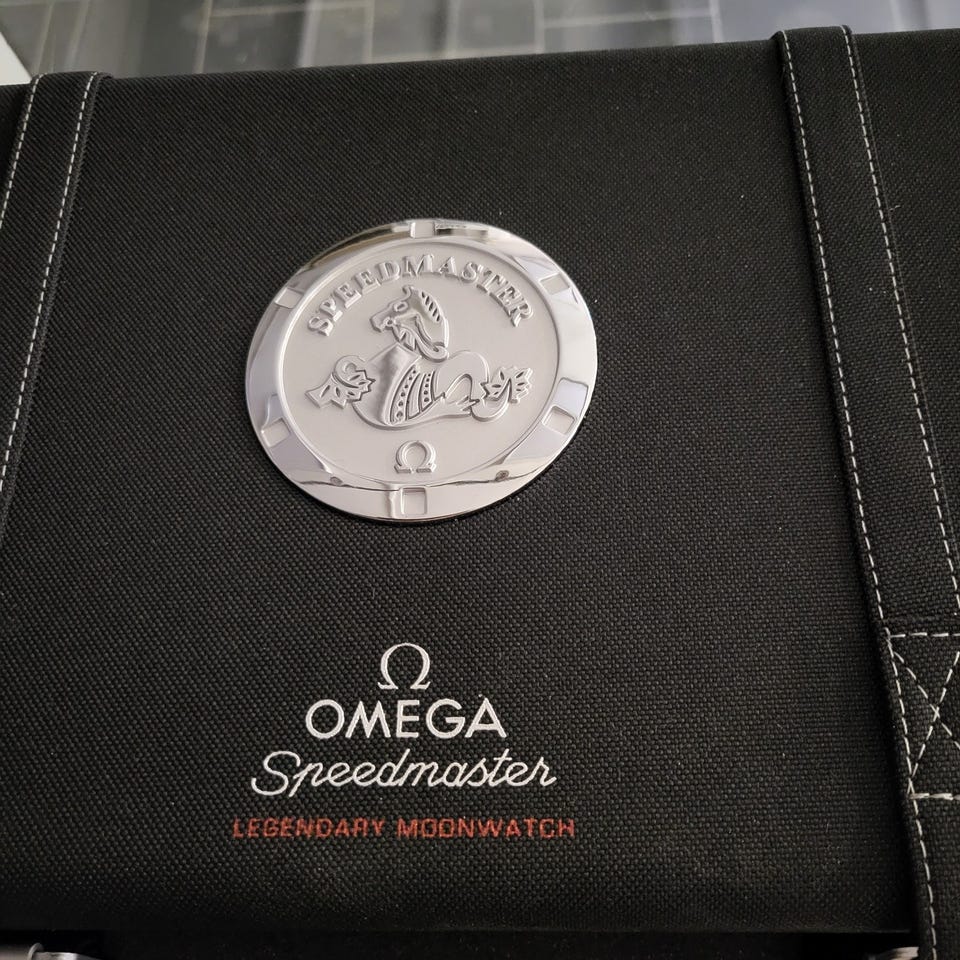 SPEEDMASTER
Ω
Ω
OMEGA
Speedmaster
LEGENDARY MOONWATCH